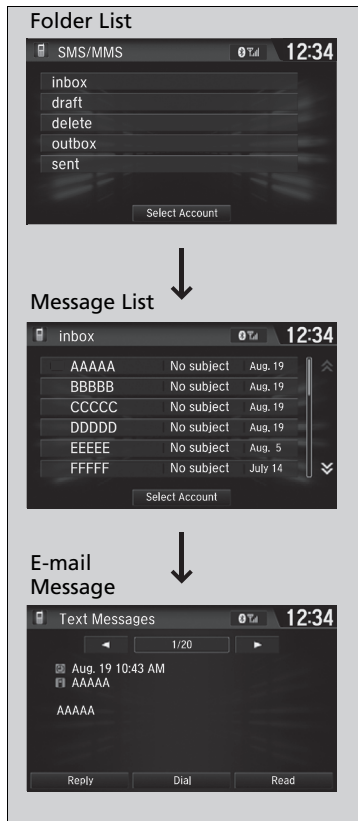 Folder List
SMS/MMS 12:34
inbox
draft
delete
outbox
sent
Select Account
Message List
inbox 12:34
AAAAA No subject Aug. 19
BBBBB No subject Aug. 19
CCCCC No subject Aug. 19
DDDDD No subject Aug. 19
EEEEE No subject Aug. 5
FFFFF No subject July 14
Select Account
E-mail
Message
Text Messages 12:34
1/20
Aug. 19 10:43 AM
AAAAA
AAAAA
Reply Dial Read